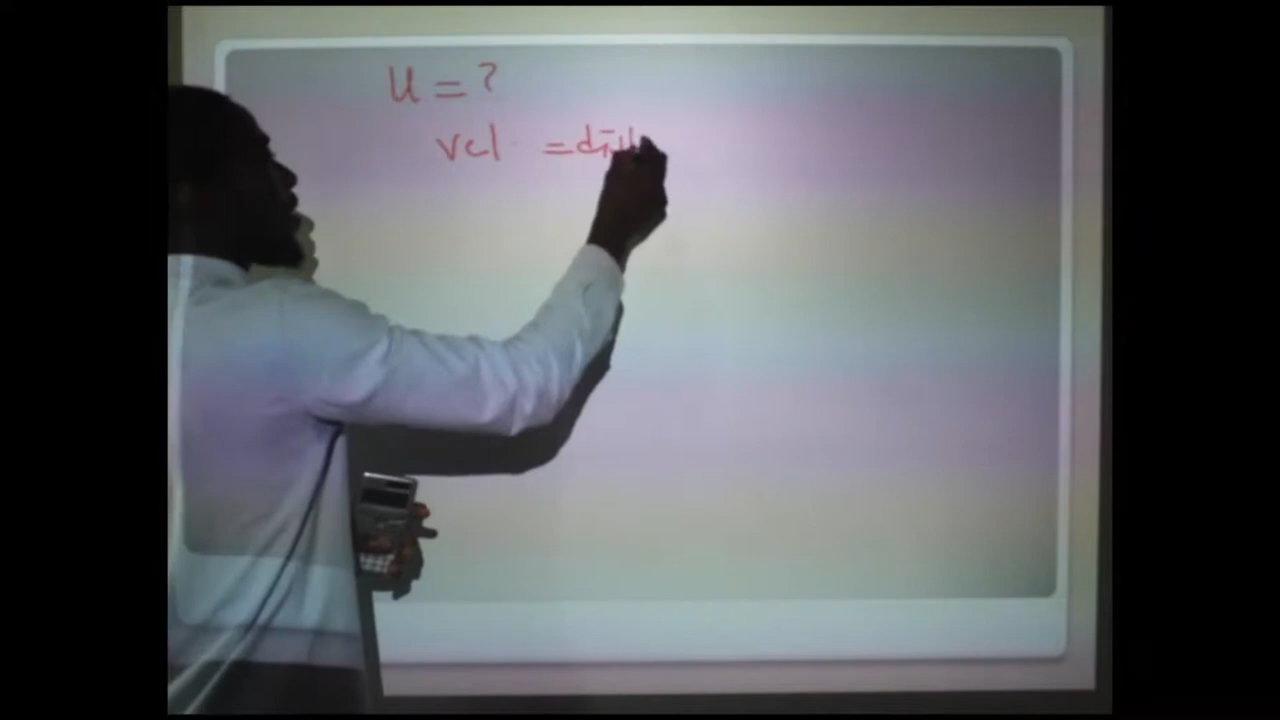 U = ?
vel =